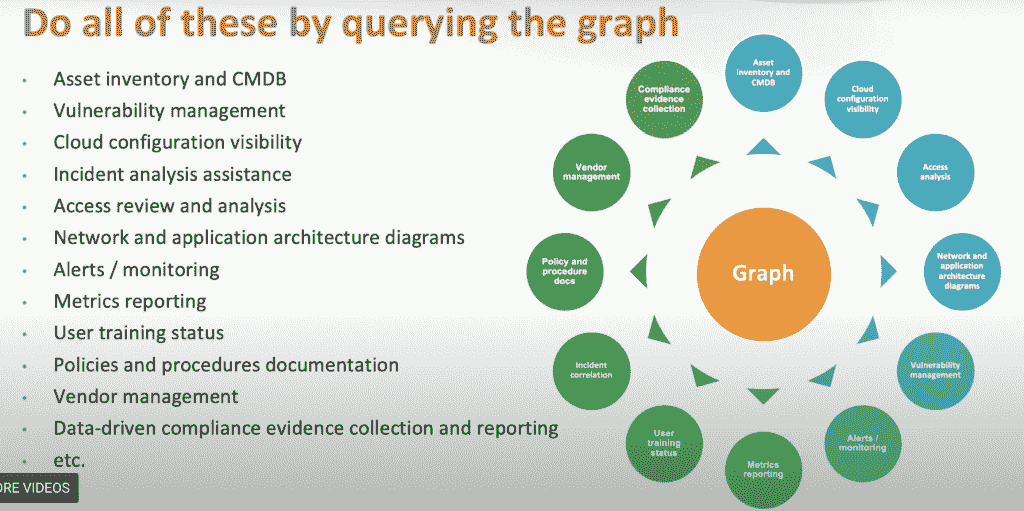 Do all of these by querying the graph
• Asset inventory and CMDB
• Vulnerability management
• Cloud configuration visibility
• Incident analysis assistance
• Access review and analysis
• Network and application architecture diagrams
• Alerts / monitoring
• Metrics reporting
• User training status
• Policies and procedures documentation
• Vendor management
• Data-driven compliance evidence collection and reporting
• etc.
ORE VIDEOS
Asset
inventory and
CMDB
Cloud
configuration
visibility
Access
analysis
Network and
application
architecture
diagrams
Vulnerability
management
Alerts /
monitoring
Metrics
reporting
User
training
status
Incident
correlation
Policy and
procedure
docs
Vendor
management
Compliance
evidence
collection
Graph